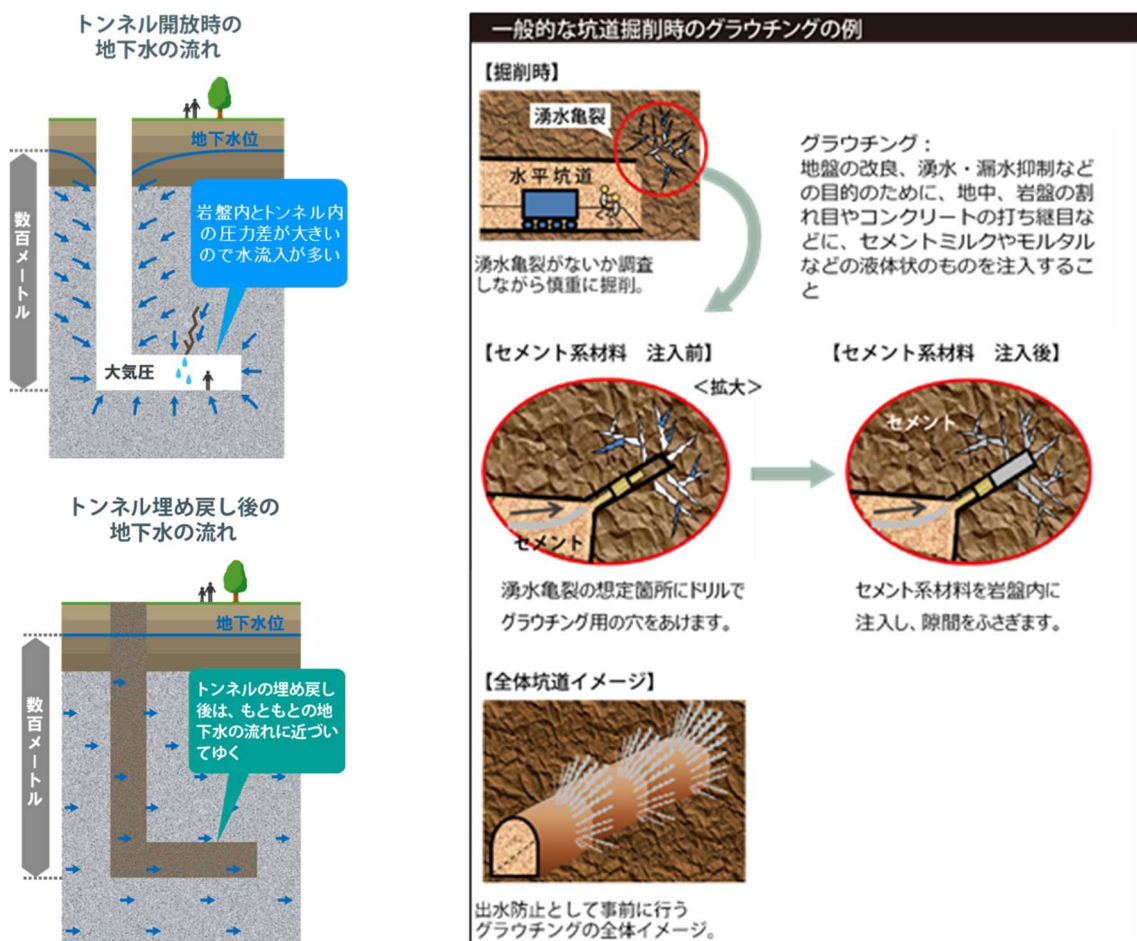 トンネル開放時の
地下水の流れ
地下水位
数百メートル
岩盤内とトンネル内
の圧力差が大きい
ので水流入が多い
大気圧
トンネル埋め戻し後の
地下水の流れ
地下水位
数百メートル
トンネルの埋め戻し
後は、もともとの地
下水の流れに近づい
てゆく
一般的な坑道掘削時のグラウチングの例
【掘削時】
湧水亀裂
水平坑道
湧水亀裂がないか調査
しながら慎重に掘削。
グラウチング：
地盤の改良、湧水・漏水抑制など
の目的のために、地中、岩盤の割
れ目やコンクリートの打ち継目な
どに、セメントミルクやモルタル
などの液体状のものを注入するこ
と
【セメント系材料　注入前】
＜拡大＞
セメント
湧水亀裂の想定箇所にドリルで
グラウチング用の穴をあけます。
【セメント系材料　注入後】
セメント
セメント系材料を岩盤内に
注入し、隙間をふさぎます。
【全体坑道イメージ】
出水防止として事前に行う
グラウチングの全体イメージ。